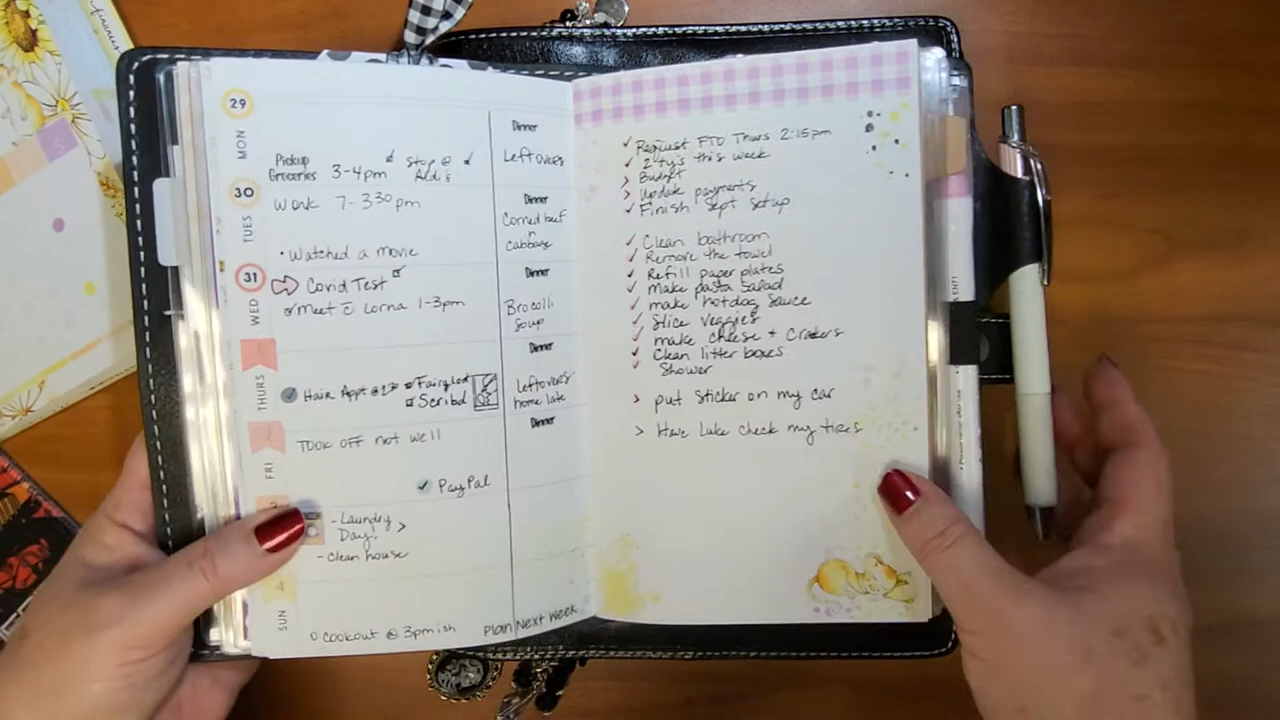 29
MON
Pickup
Groceries 3-4pm Stop @
Aldi's
Dinner
Leftovers
30
TUES
Work 7-3:30pm
• Watched a movie
Dinner
Corned beef
n
cabbage
31
WED
Covid Test
Meet c Lorna 1-3pm
Dinner
Brocolli
Soup
THURS
Hair Appt @
Scribd
Dinner
Leftovers
home late
FRI
Took off not well
✓ PayPal
Dinner
- Laundry
Day! >
- Clean house
4
SUN
o Cookout @ 3pmish
Plan Next Week
✓ Request PTO Thurs 2:15pm
✓ this week
> Budget
> Update payments
✓ Finish Sept setup
✓ Clean bathroom
✓ Remove the towel
✓ Refill paper plates
✓ make pasta salad
✓ make hotdog sauce
✓ Slice veggies
✓ make cheese + Crackers
✓ Clean litter boxes
✓ Shower
> put sticker on my car
> Have Luke check my tires
finances
S